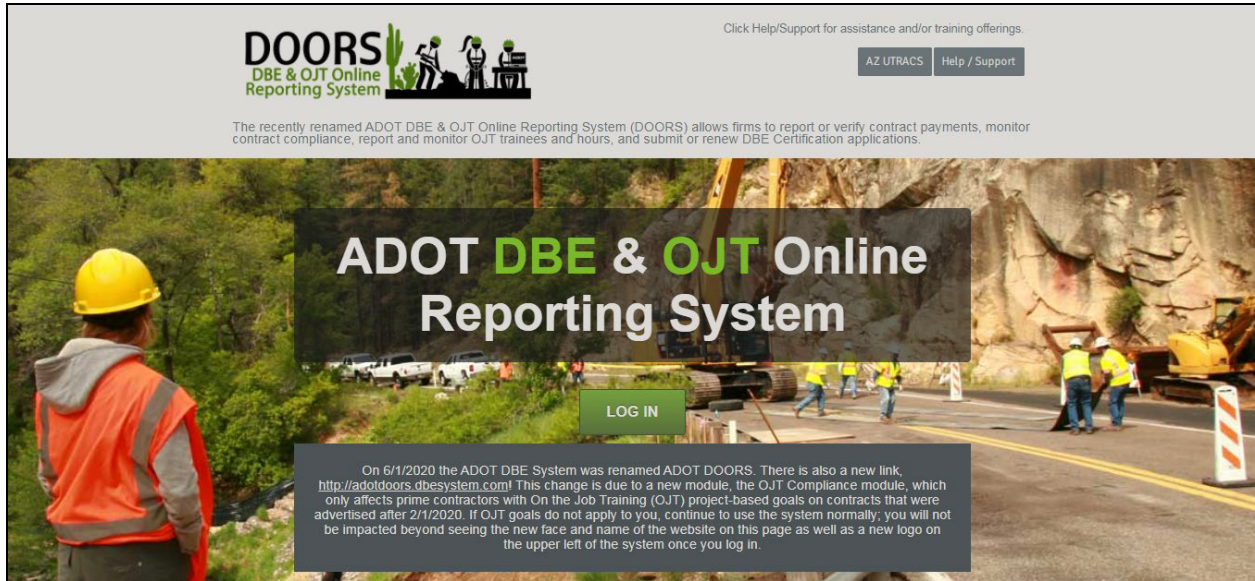 DOORS
DBE & OJT Online
Reporting System
Click Help/Support for assistance and/or training offerings.
AZ UTRACS
Help / Support
The recently renamed ADOT DBE & OJT Online Reporting System (DOORS) allows firms to report or verify contract payments, monitor
contract compliance, report and monitor OJT trainees and hours, and submit or renew DBE Certification applications.
ADOT DBE & OJT Online
Reporting System
LOG IN
On 6/1/2020 the ADOT DBE System was renamed ADOT DOORS. There is also a new link,
http://adotdoors.dbesystem.com! This change is due to a new module, the OJT Compliance module, which
only affects prime contractors with On the Job Training (OJT) project-based goals on contracts that were
advertised after 2/1/2020. If OJT goals do not apply to you, continue to use the system normally; you will not
be impacted beyond seeing the new face and name of the website on this page as well as a new logo on
the upper left of the system once you log in.